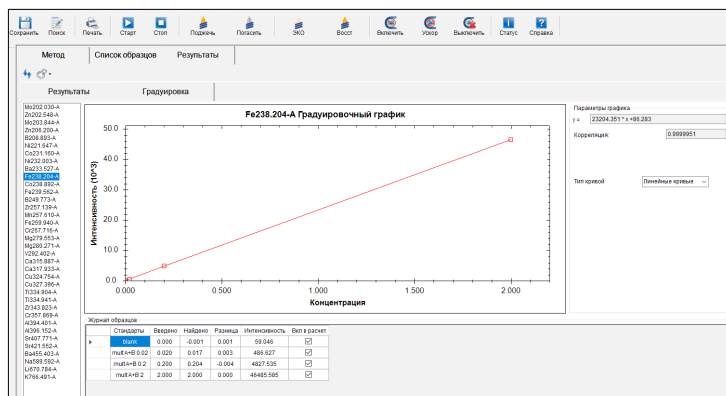 Сохранить Поиск Печать Старт Стоп Поджечь Погасить ЭКО Восст Включить Ускор Выключить Статус Справка
Метод Список образцов Результаты
Результаты Градуировка
Mo202.030-A
Zn202.548-A
Mo203.844-A
Zn206.200-A
B208.893-A
Ni221.647-A
Co231.160-A
Ni232.003-A
Ba233.527-A
Fe238.204-A
Co238.892-A
Fe239.562-A
B249.773-A
Zr257.139-A
Mn257.610-A
Fe259.940-A
Cr267.716-A
Mg279.553-A
Mg280.271-A
V292.402-A
Ca315.887-A
Ca317.933-A
Cu324.754-A
Cu327.396-A
Ti334.904-A
Ti334.941-A
Zr343.823-A
Cr357.869-A
Al394.401-A
Al396.152-A
Sr407.771-A
Sr421.552-A
Ba455.403-A
Na589.592-A
Li670.784-A
K766.491-A
Fe238.204-A Градуировочный график
Интенсивность (10^3)
50.0
40.0
30.0
20.0
10.0
0.0
0.000 0.500 1.000 1.500 2.000
Концентрация
Параметры графика
y = 23204.351 * x +86.283
Корреляция: 0.9999951
Тип кривой Линейные кривые
Журнал образцов
Стандарты Введено Найдено Разница Интенсивность Вкл в расчет
blank 0.000 -0.001 0.001 59.046
mult A+B 0.02 0.020 0.017 0.003 486.627
mult A+B 0.2 0.200 0.204 -0.004 4827.535
mult A+B 2 2.000 2.000 0.000 46485.585